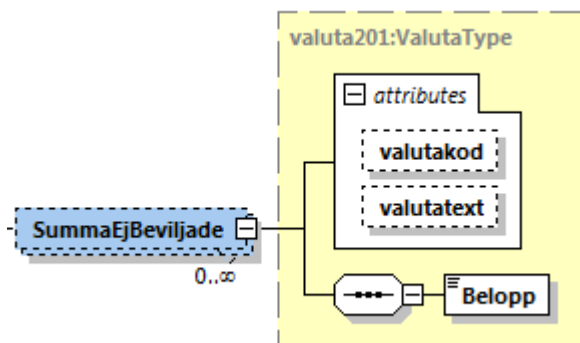 valuta201:ValutaType
attributes
valutakod
valutatext
SummaEjBeviljade
0..∞
Belopp